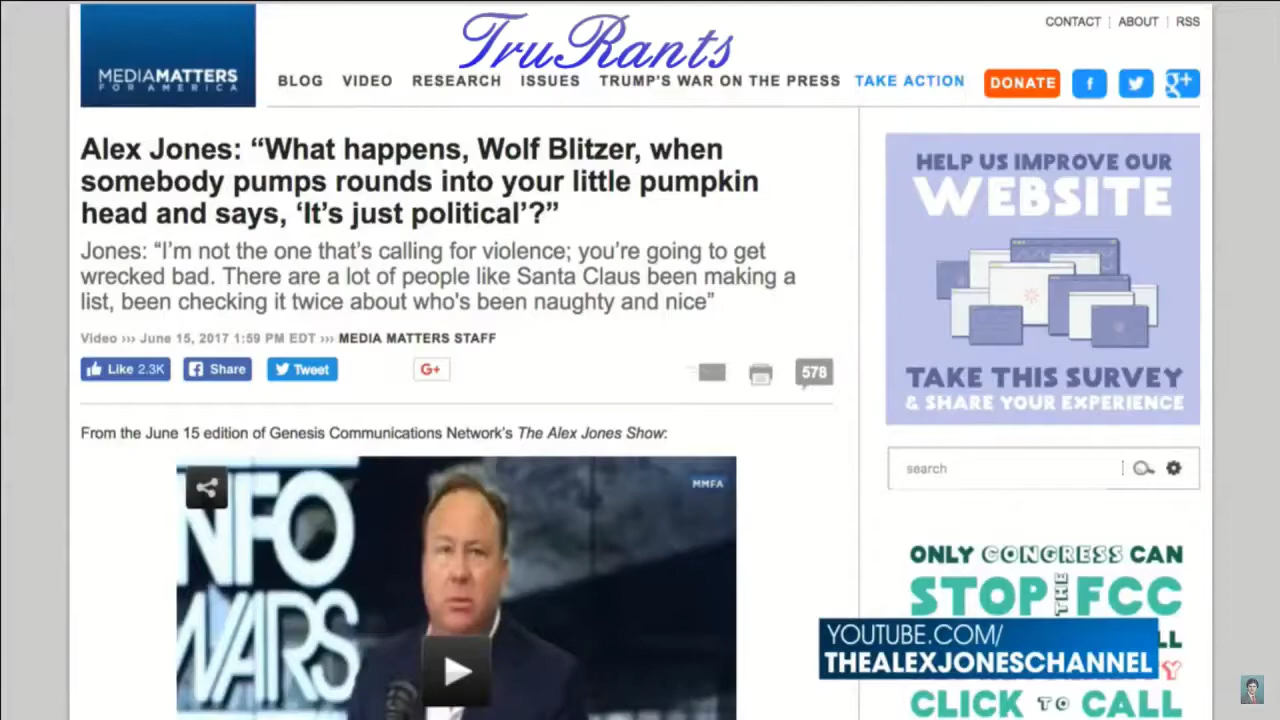 TruRants
CONTACT | ABOUT | RSS
MEDIAMATTERS
FOR AMERICA
BLOG VIDEO RESEARCH ISSUES TRUMP'S WAR ON THE PRESS TAKE ACTION DONATE f g+
Alex Jones: “What happens, Wolf Blitzer, when
somebody pumps rounds into your little pumpkin
head and says, ‘It’s just political’?”
Jones: “I’m not the one that’s calling for violence; you’re going to get
wrecked bad. There are a lot of people like Santa Claus been making a
list, been checking it twice about who's been naughty and nice”
Video ››› June 15, 2017 1:59 PM EDT ››› MEDIA MATTERS STAFF
Like 2.3K Share Tweet G+ 578
From the June 15 edition of Genesis Communications Network’s The Alex Jones Show:
MMFA
NFO
WARS
HELP US IMPROVE OUR
WEBSITE
TAKE THIS SURVEY
& SHARE YOUR EXPERIENCE
search
ONLY CONGRESS CAN
STOP THE FCC
LL
Y
CLICK TO CALL
YOUTUBE.COM/
THEALEXJONESCHANNEL